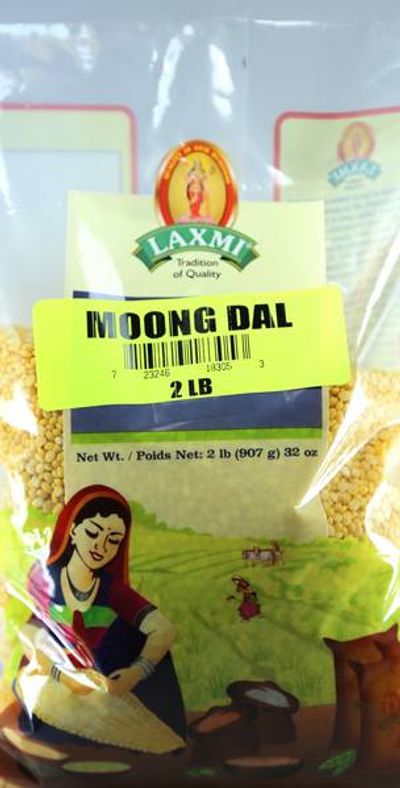 LAXMI
Tradition
of Quality
MOONG DAL
7 23246 18305 3
2 LB
Net Wt. / Poids Net: 2 lb (907 g) 32 oz
LAXMI